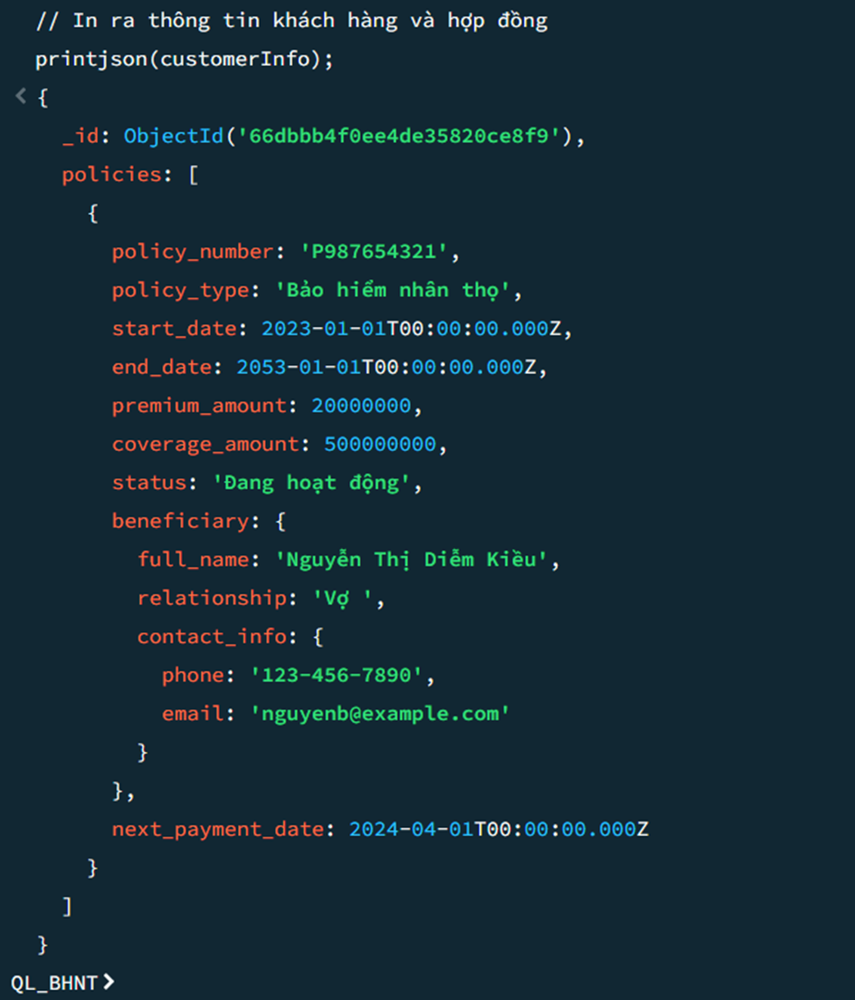 // In ra thông tin khách hàng và hợp đồng
printjson(customerInfo);
< {
_id: ObjectId('66dbbb4f0ee4de35820ce8f9'),
policies: [
{
policy_number: 'P987654321',
policy_type: 'Bảo hiểm nhân thọ',
start_date: 2023-01-01T00:00:00.000Z,
end_date: 2053-01-01T00:00:00.000Z,
premium_amount: 20000000,
coverage_amount: 500000000,
status: 'Đang hoạt động',
beneficiary: {
full_name: 'Nguyễn Thị Diễm Kiều',
relationship: 'Vợ ',
contact_info: {
phone: '123-456-7890',
email: 'nguyenb@example.com'
}
},
next_payment_date: 2024-04-01T00:00:00.000Z
}
]
}
QL_BHNT>